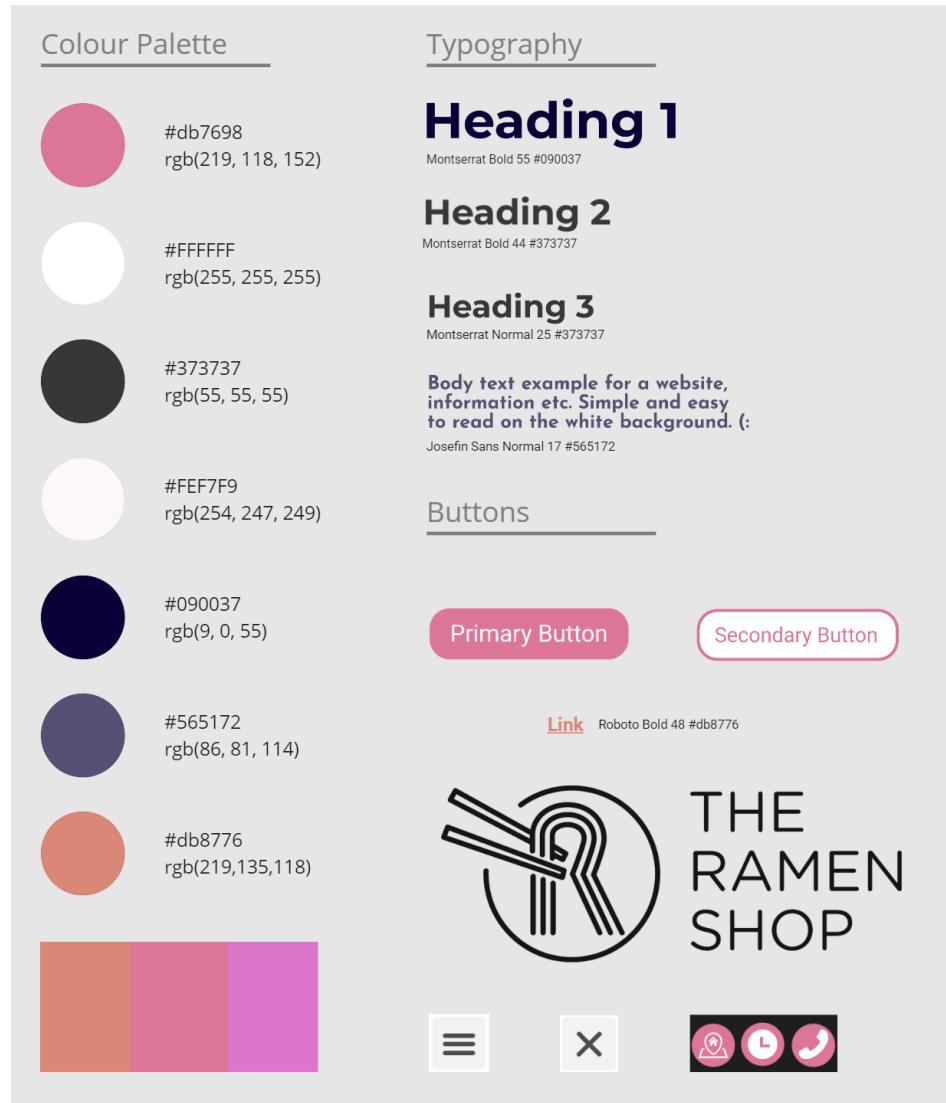 Colour Palette
#db7698
rgb(219, 118, 152)
#FFFFFF
rgb(255, 255, 255)
#373737
rgb(55, 55, 55)
#FEF7F9
rgb(254, 247, 249)
#090037
rgb(9, 0, 55)
#565172
rgb(86, 81, 114)
#db8776
rgb(219,135,118)
Typography
Heading 1
Montserrat Bold 55 #090037
Heading 2
Montserrat Bold 44 #373737
Heading 3
Montserrat Normal 25 #373737
Body text example for a website,
information etc. Simple and easy
to read on the white background. (:
Josefin Sans Normal 17 #565172
Buttons
Primary Button
Secondary Button
Link Roboto Bold 48 #db8776
THE
RAMEN
SHOP